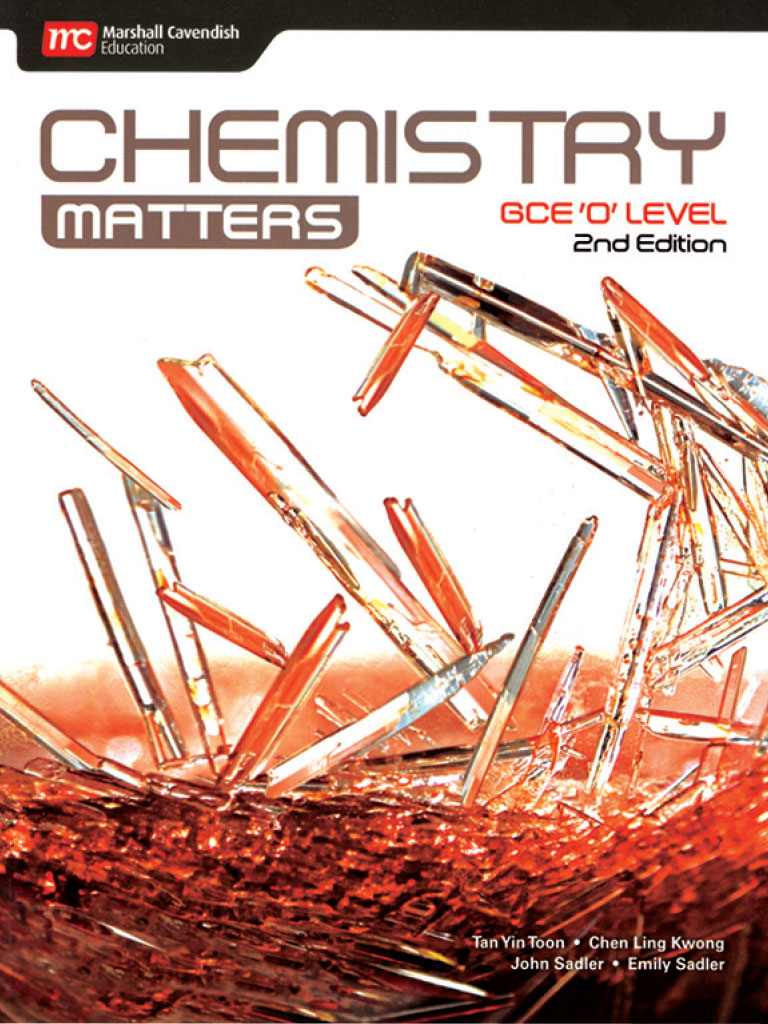 mc Marshall Cavendish
Education
CHEMISTRY
MATTERS
GCE 'O' LEVEL
2nd Edition
Tan Yin Toon • Chen Ling Kwong
John Sadler • Emily Sadler